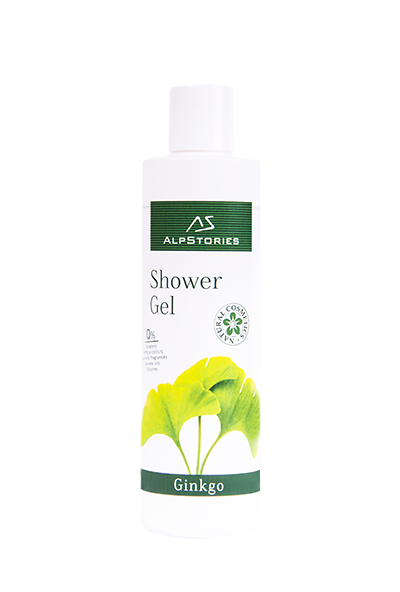 AS
ALPSTORIES
Shower
Gel
NATURAL COSMETICS
0%
Ginkgo